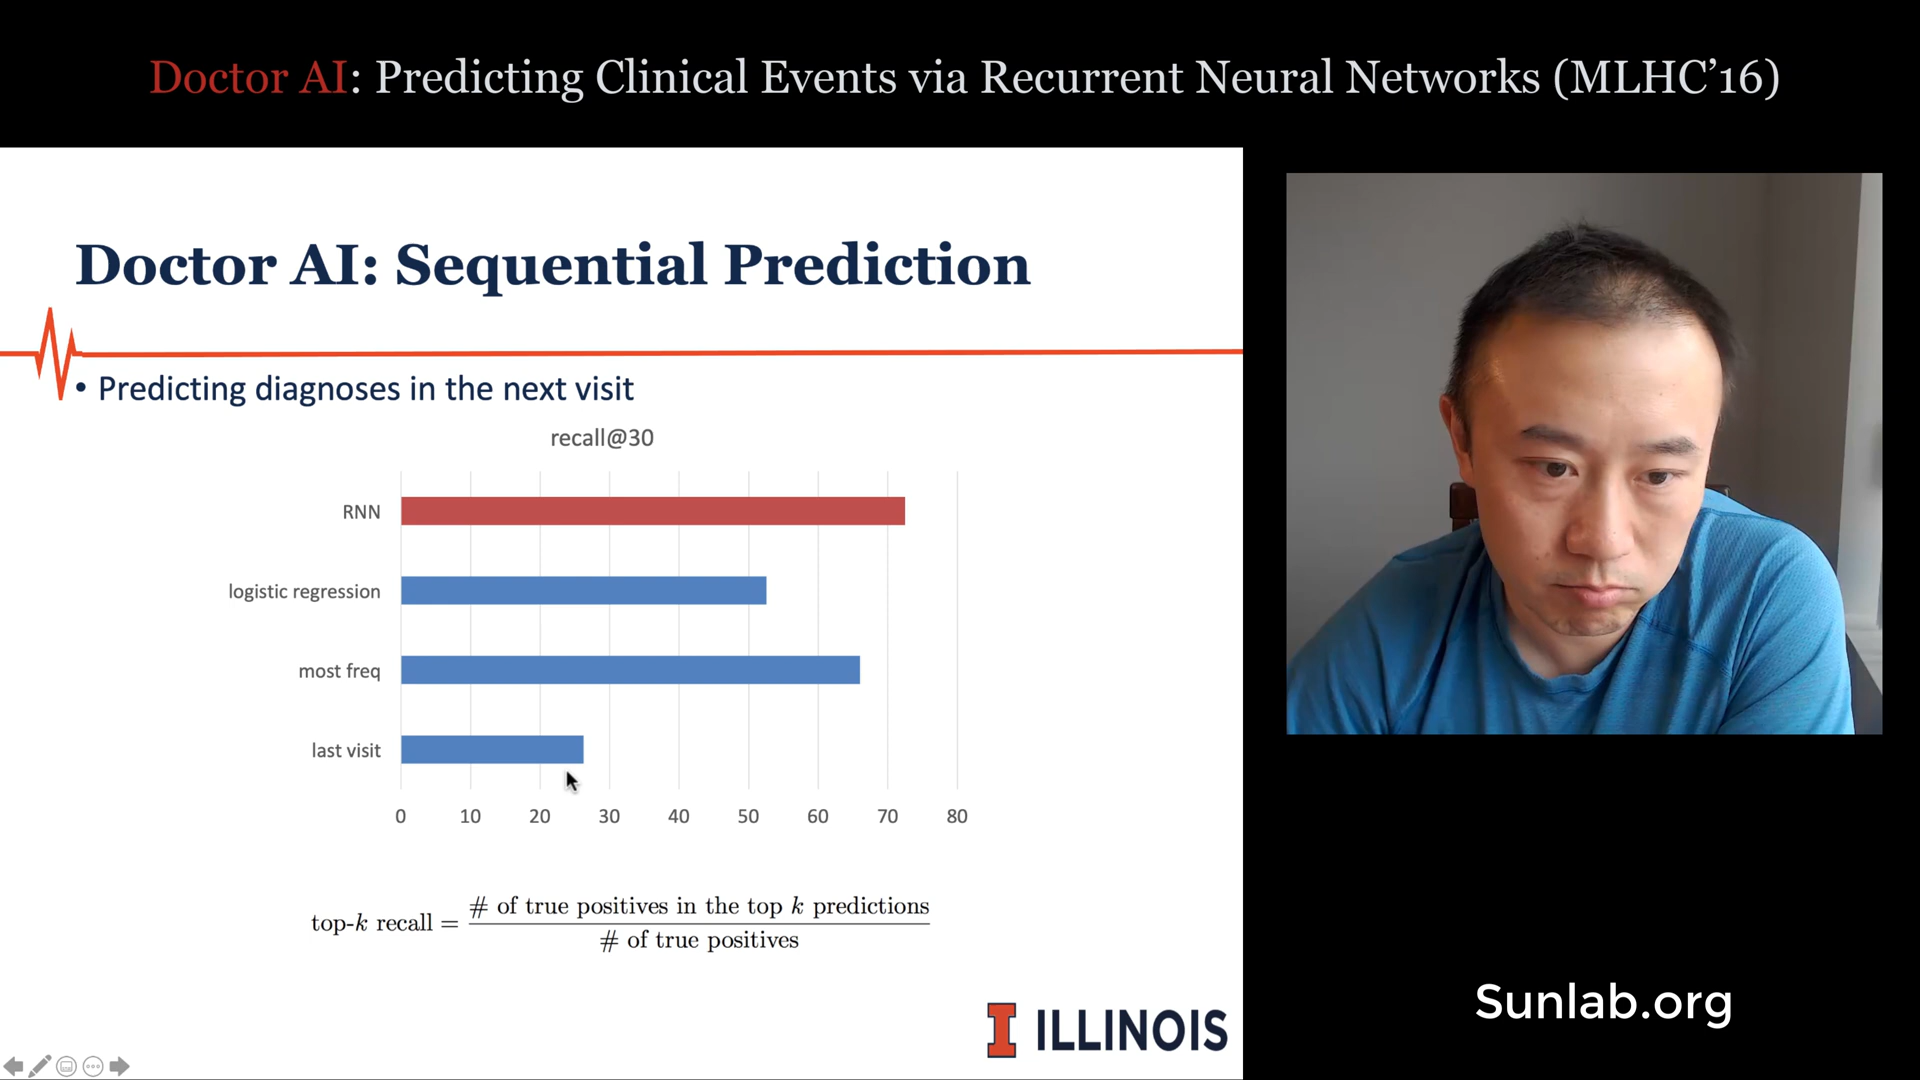 Doctor AI: Predicting Clinical Events via Recurrent Neural Networks (MLHC’16)
Doctor AI: Sequential Prediction
• Predicting diagnoses in the next visit
recall@30
RNN
logistic regression
most freq
last visit
0 10 20 30 40 50 60 70 80
top-k recall = # of true positives in the top k predictions
# of true positives
I ILLINOIS
Sunlab.org